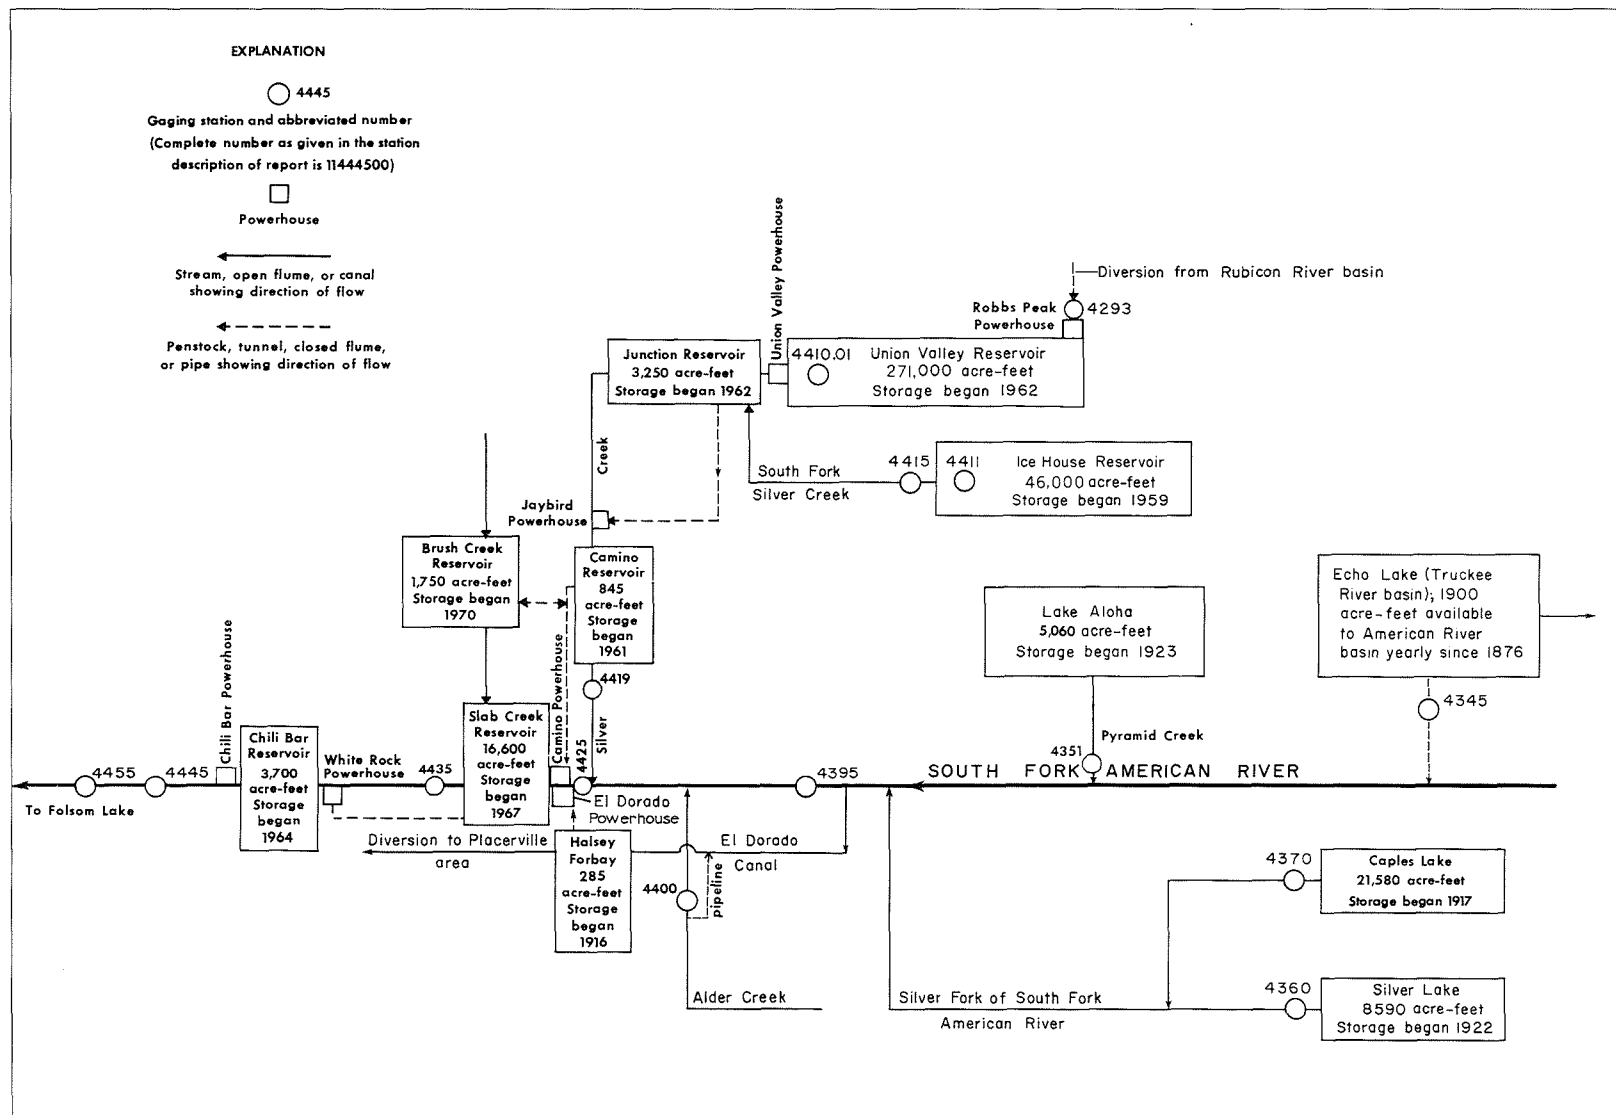 EXPLANATION
4445
Gaging station and abbreviated number
(Complete number as given in the station
description of report is 11444500)
Powerhouse
Stream, open flume, or canal
showing direction of flow
Penstock, tunnel, closed flume,
or pipe showing direction of flow
Union Valley Powerhouse
Diversion from Rubicon River basin
Robbs Peak
Powerhouse
4293
Junction Reservoir
3,250 acre-feet
Storage began 1962
4410.01
Union Valley Reservoir
271,000 acre-feet
Storage began 1962
Creek
South Fork
Silver Creek
4415
4411
Ice House Reservoir
46,000 acre-feet
Storage began 1959
Jaybird
Powerhouse
Brush Creek
Reservoir
1,750 acre-feet
Storage began
1970
Camino
Reservoir
845
acre-feet
Storage
began
1961
Lake Aloha
5,060 acre-feet
Storage began 1923
Echo Lake (Truckee
River basin); 1900
acre-feet available
to American River
basin yearly since 1876
4345
Chili Bar Powerhouse
Camino Powerhouse
4419
Silver
4425
Slab Creek
Reservoir
16,600
acre-feet
Storage
began
1967
Chili Bar
Reservoir
3,700
acre-feet
Storage
began
1964
White Rock
Powerhouse
4435
4455
4445
To Folsom Lake
4395
4351
Pyramid Creek
SOUTH FORK AMERICAN RIVER
El Dorado
Powerhouse
Diversion to Placerville
area
Halsey
Forbay
285
acre-feet
Storage
began
1916
El Dorado
Canal
4400
pipeline
Alder Creek
4370
Caples Lake
21,580 acre-feet
Storage began 1917
Silver Fork of South Fork
American River
4360
Silver Lake
8590 acre-feet
Storage began 1922